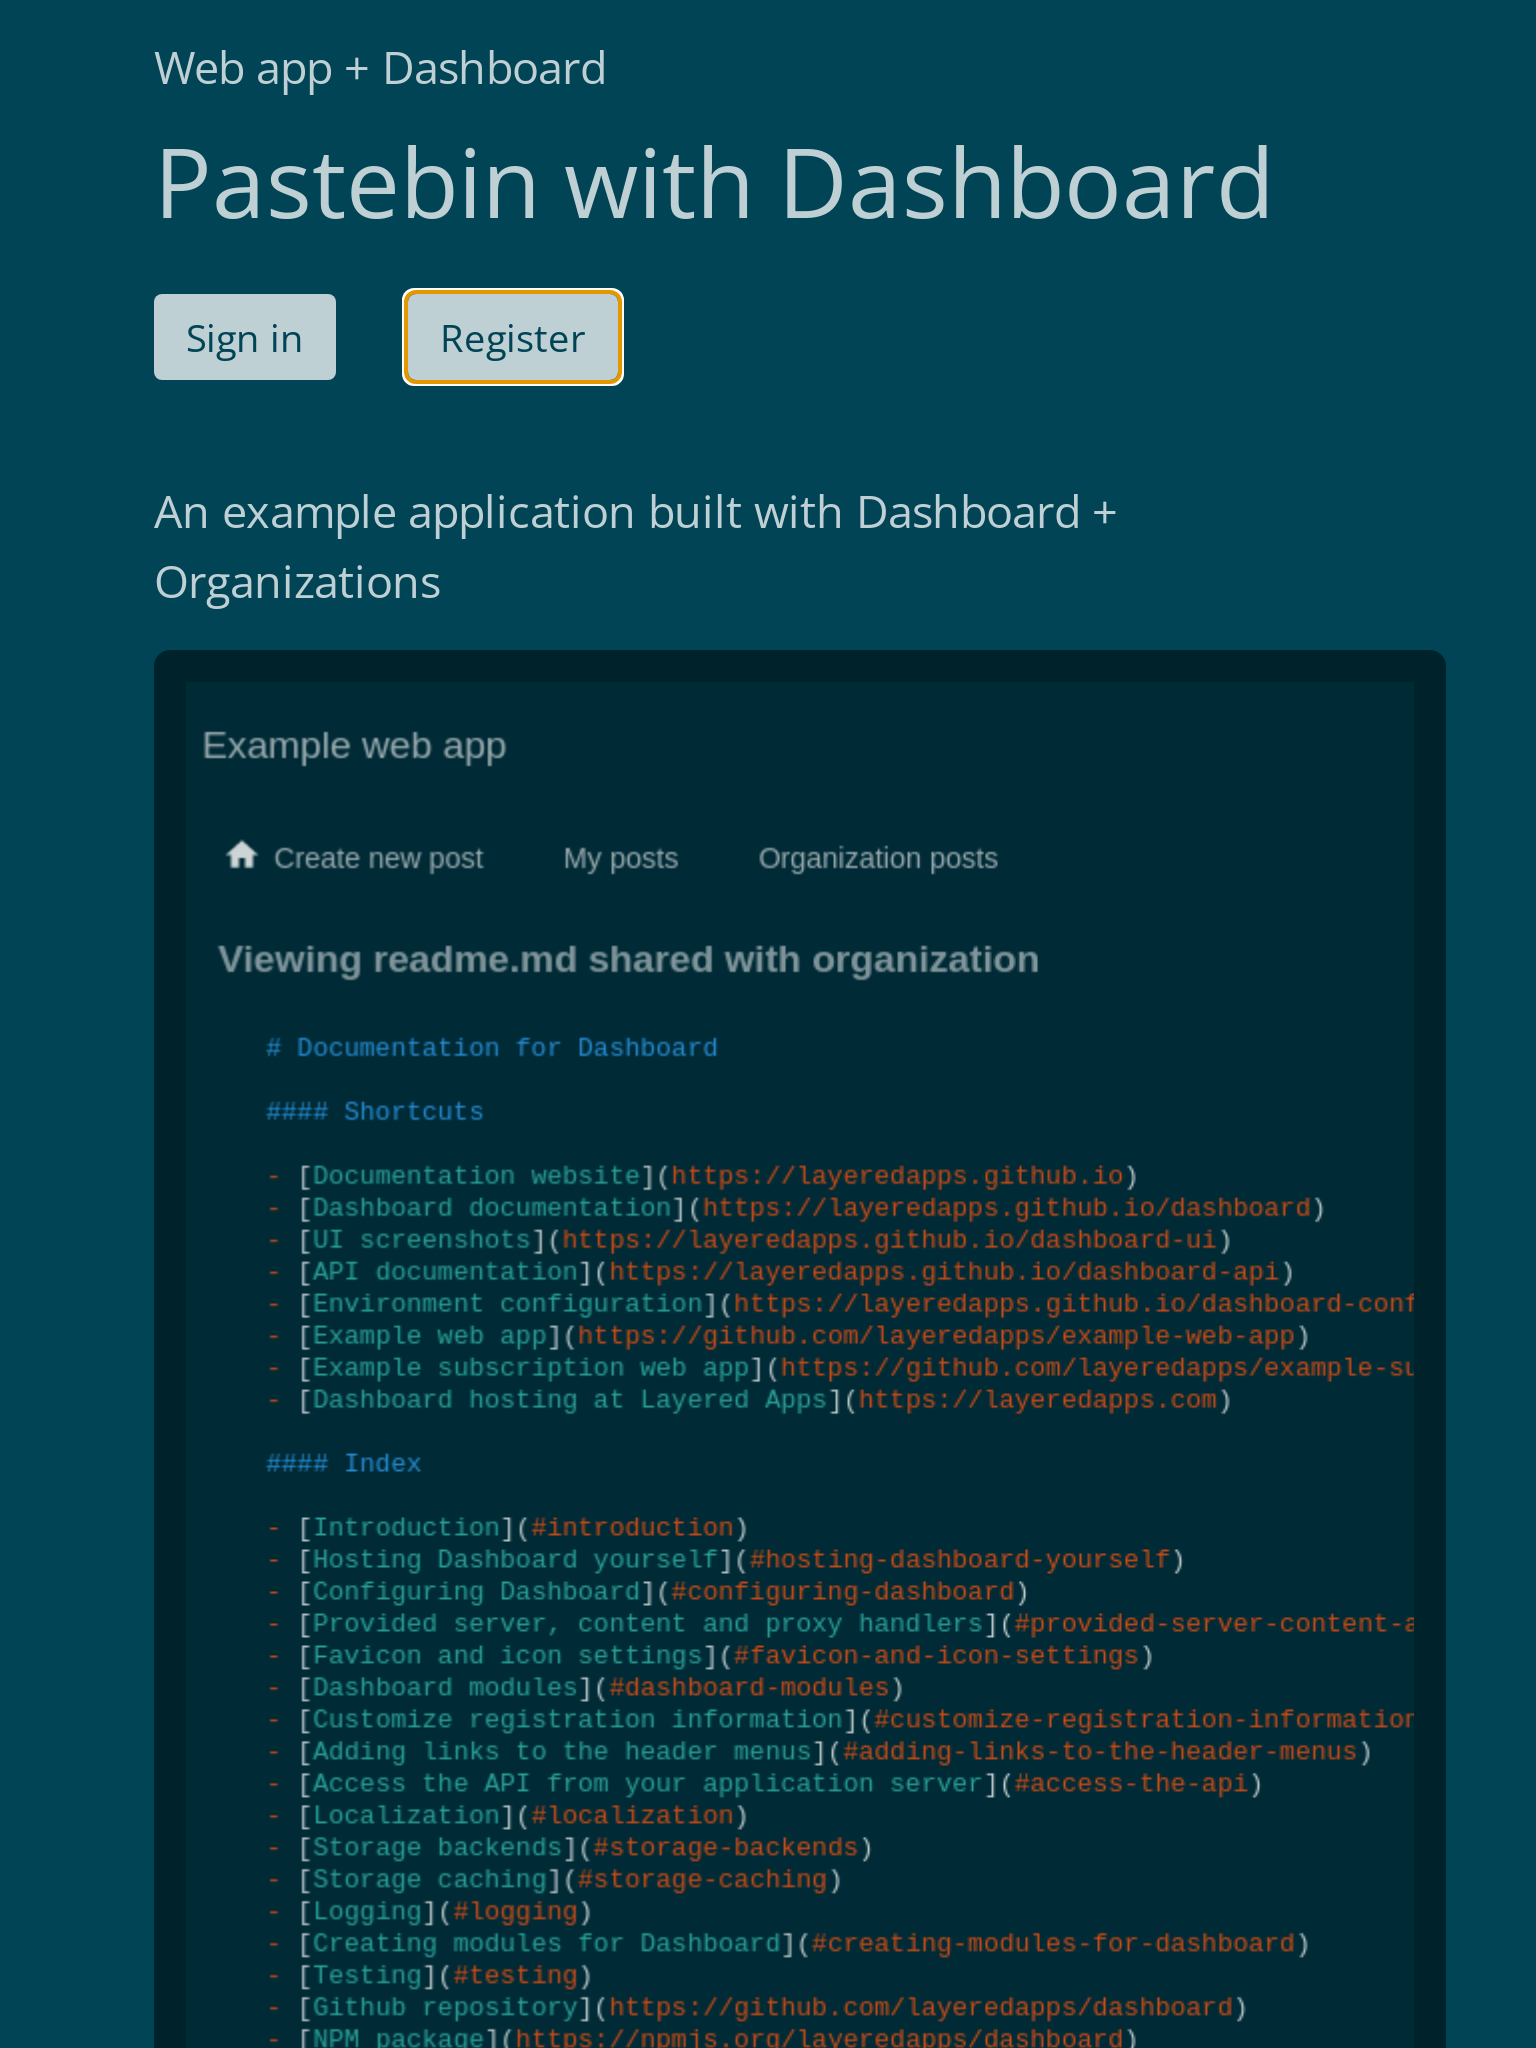 Web app + Dashboard
Pastebin with Dashboard
Sign in Register
An example application built with Dashboard +
Organizations
Example web app
Create new post My posts Organization posts
Viewing readme.md shared with organization
# Documentation for Dashboard
#### Shortcuts
- [Documentation website](https://layeredapps.github.io)
- [Dashboard documentation](https://layeredapps.github.io/dashboard)
- [UI screenshots](https://layeredapps.github.io/dashboard-ui)
- [API documentation](https://layeredapps.github.io/dashboard-api)
- [Environment configuration](https://layeredapps.github.io/dashboard-conf
- [Example web app](https://github.com/layeredapps/example-web-app)
- [Example subscription web app](https://github.com/layeredapps/example-su
- [Dashboard hosting at Layered Apps](https://layeredapps.com)
#### Index
- [Introduction](#introduction)
- [Hosting Dashboard yourself](#hosting-dashboard-yourself)
- [Configuring Dashboard](#configuring-dashboard)
- [Provided server, content and proxy handlers](#provided-server-content-a
- [Favicon and icon settings](#favicon-and-icon-settings)
- [Dashboard modules](#dashboard-modules)
- [Customize registration information](#customize-registration-information
- [Adding links to the header menus](#adding-links-to-the-header-menus)
- [Access the API from your application server](#access-the-api)
- [Localization](#localization)
- [Storage backends](#storage-backends)
- [Storage caching](#storage-caching)
- [Logging](#logging)
- [Creating modules for Dashboard](#creating-modules-for-dashboard)
- [Testing](#testing)
- [Github repository](https://github.com/layeredapps/dashboard)
- [NPM package](https://npmjs.org/layeredapps/dashboard)